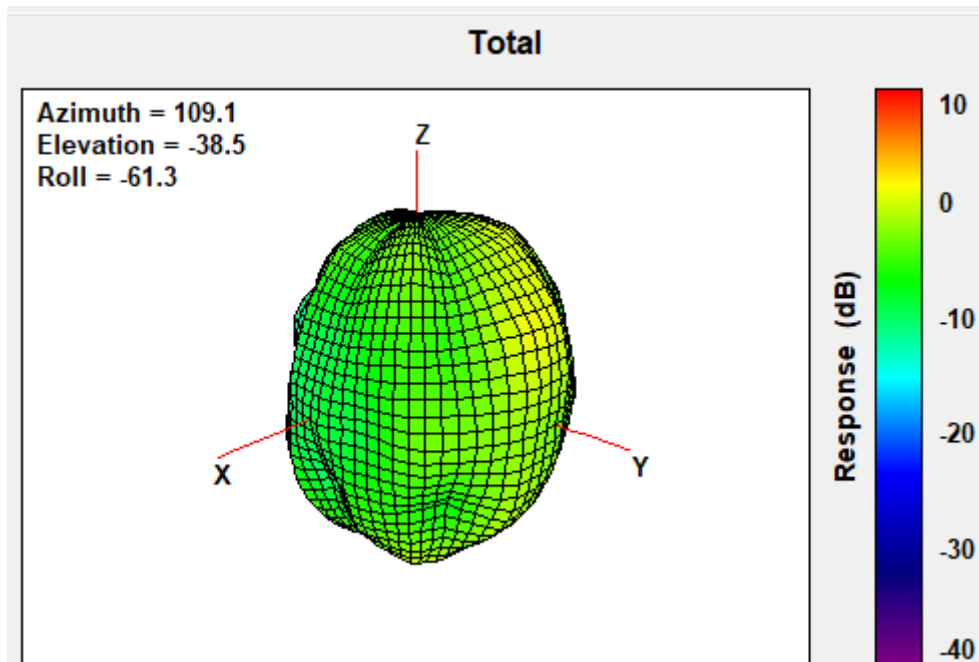 Total
Azimuth = 109.1
Elevation = -38.5
Roll = -61.3
Z
X
Y
Response (dB)
10
0
-10
-20
-30
-40